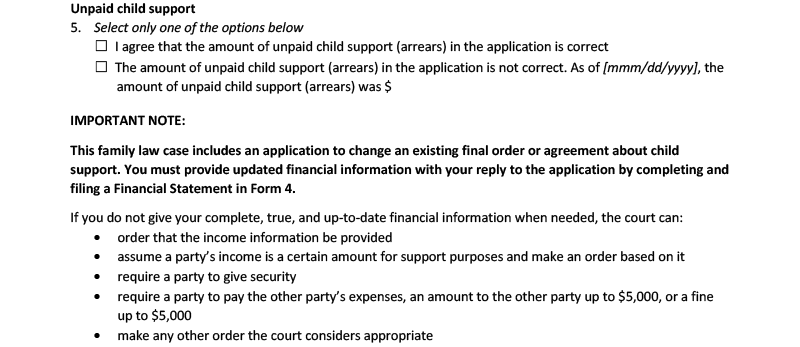 Unpaid child support
5. Select only one of the options below
☐ I agree that the amount of unpaid child support (arrears) in the application is correct
☐ The amount of unpaid child support (arrears) in the application is not correct. As of [mmm/dd/yyyy], the
amount of unpaid child support (arrears) was $
IMPORTANT NOTE:
This family law case includes an application to change an existing final order or agreement about child
support. You must provide updated financial information with your reply to the application by completing and
filing a Financial Statement in Form 4.
If you do not give your complete, true, and up-to-date financial information when needed, the court can:
• order that the income information be provided
• assume a party’s income is a certain amount for support purposes and make an order based on it
• require a party to give security
• require a party to pay the other party’s expenses, an amount to the other party up to $5,000, or a fine
up to $5,000
• make any other order the court considers appropriate